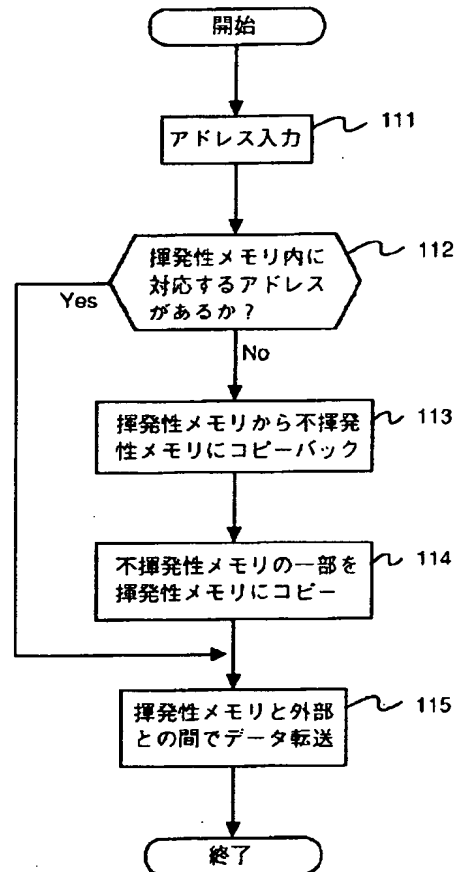 開始
アドレス入力
111
揮発性メモリ内に
対応するアドレス
があるか?
112
Yes
No
揮発性メモリから不揮発
性メモリにコピーバック
113
不揮発性メモリの一部を
揮発性メモリにコピー
114
揮発性メモリと外部
との間でデータ転送
115
終了